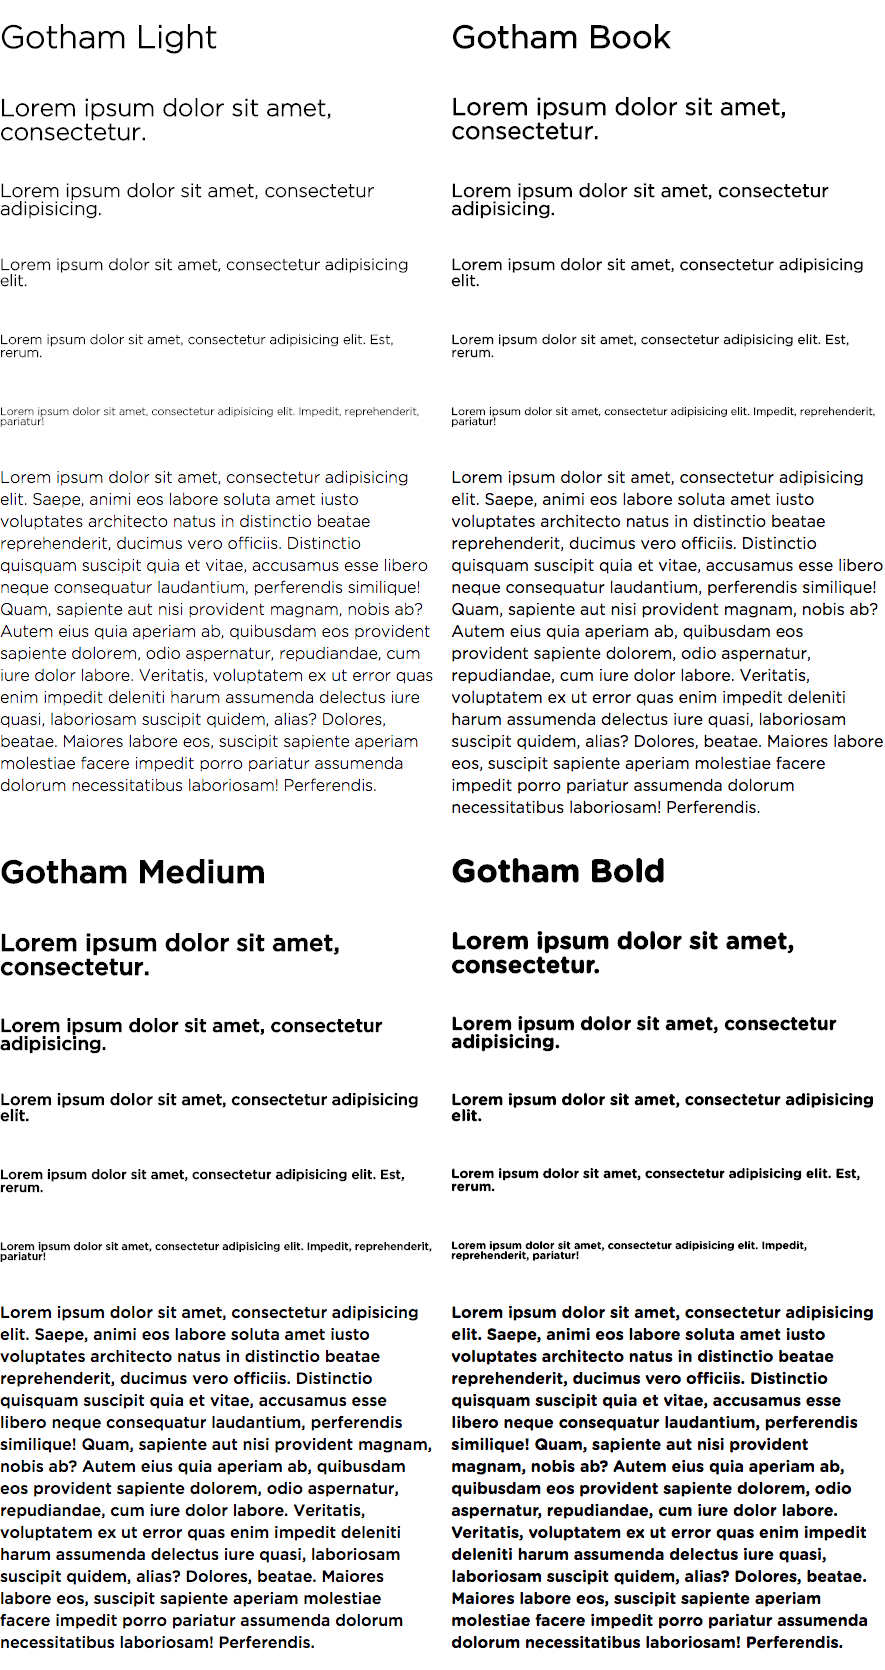 Gotham Light
Lorem ipsum dolor sit amet,
consectetur.
Lorem ipsum dolor sit amet, consectetur
adipisicing.
Lorem ipsum dolor sit amet, consectetur adipisicing
elit.
Lorem ipsum dolor sit amet, consectetur adipisicing elit. Est,
rerum.
Lorem ipsum dolor sit amet, consectetur adipisicing elit. Impedit, reprehenderit,
pariatur!
Lorem ipsum dolor sit amet, consectetur adipisicing
elit. Saepe, animi eos labore soluta amet iusto
voluptates architecto natus in distinctio beatae
reprehenderit, ducimus vero officiis. Distinctio
quisquam suscipit quia et vitae, accusamus esse libero
neque consequatur laudantium, perferendis similique!
Quam, sapiente aut nisi provident magnam, nobis ab?
Autem eius quia aperiam ab, quibusdam eos provident
sapiente dolorem, odio aspernatur, repudiandae, cum
iure dolor labore. Veritatis, voluptatem ex ut error quas
enim impedit deleniti harum assumenda delectus iure
quasi, laboriosam suscipit quidem, alias? Dolores,
beatae. Maiores labore eos, suscipit sapiente aperiam
molestiae facere impedit porro pariatur assumenda
dolorum necessitatibus laboriosam! Perferendis.
Gotham Book
Lorem ipsum dolor sit amet,
consectetur.
Lorem ipsum dolor sit amet, consectetur
adipisicing.
Lorem ipsum dolor sit amet, consectetur adipisicing
elit.
Lorem ipsum dolor sit amet, consectetur adipisicing elit. Est,
rerum.
Lorem ipsum dolor sit amet, consectetur adipisicing elit. Impedit, reprehenderit,
pariatur!
Lorem ipsum dolor sit amet, consectetur adipisicing
elit. Saepe, animi eos labore soluta amet iusto
voluptates architecto natus in distinctio beatae
reprehenderit, ducimus vero officiis. Distinctio
quisquam suscipit quia et vitae, accusamus esse libero
neque consequatur laudantium, perferendis similique!
Quam, sapiente aut nisi provident magnam, nobis ab?
Autem eius quia aperiam ab, quibusdam eos
provident sapiente dolorem, odio aspernatur,
repudiandae, cum iure dolor labore. Veritatis,
voluptatem ex ut error quas enim impedit deleniti
harum assumenda delectus iure quasi, laboriosam
suscipit quidem, alias? Dolores, beatae. Maiores labore
eos, suscipit sapiente aperiam molestiae facere
impedit porro pariatur assumenda dolorum
necessitatibus laboriosam! Perferendis.
Gotham Medium
Lorem ipsum dolor sit amet,
consectetur.
Lorem ipsum dolor sit amet, consectetur
adipisicing.
Lorem ipsum dolor sit amet, consectetur adipisicing
elit.
Lorem ipsum dolor sit amet, consectetur adipisicing elit. Est,
rerum.
Lorem ipsum dolor sit amet, consectetur adipisicing elit. Impedit, reprehenderit,
pariatur!
Lorem ipsum dolor sit amet, consectetur adipisicing
elit. Saepe, animi eos labore soluta amet iusto
voluptates architecto natus in distinctio beatae
reprehenderit, ducimus vero officiis. Distinctio
quisquam suscipit quia et vitae, accusamus esse
libero neque consequatur laudantium, perferendis
similique! Quam, sapiente aut nisi provident magnam,
nobis ab? Autem eius quia aperiam ab, quibusdam
eos provident sapiente dolorem, odio aspernatur,
repudiandae, cum iure dolor labore. Veritatis,
voluptatem ex ut error quas enim impedit deleniti
harum assumenda delectus iure quasi, laboriosam
suscipit quidem, alias? Dolores, beatae. Maiores
labore eos, suscipit sapiente aperiam molestiae
facere impedit porro pariatur assumenda dolorum
necessitatibus laboriosam! Perferendis.
Gotham Bold
Lorem ipsum dolor sit amet,
consectetur.
Lorem ipsum dolor sit amet, consectetur
adipisicing.
Lorem ipsum dolor sit amet, consectetur adipisicing
elit.
Lorem ipsum dolor sit amet, consectetur adipisicing elit. Est,
rerum.
Lorem ipsum dolor sit amet, consectetur adipisicing elit. Impedit,
reprehenderit, pariatur!
Lorem ipsum dolor sit amet, consectetur adipisicing
elit. Saepe, animi eos labore soluta amet iusto
voluptates architecto natus in distinctio beatae
reprehenderit, ducimus vero officiis. Distinctio
quisquam suscipit quia et vitae, accusamus esse
libero neque consequatur laudantium, perferendis
similique! Quam, sapiente aut nisi provident
magnam, nobis ab? Autem eius quia aperiam ab,
quibusdam eos provident sapiente dolorem, odio
aspernatur, repudiandae, cum iure dolor labore.
Veritatis, voluptatem ex ut error quas enim impedit
deleniti harum assumenda delectus iure quasi,
laboriosam suscipit quidem, alias? Dolores, beatae.
Maiores labore eos, suscipit sapiente aperiam
molestiae facere impedit porro pariatur assumenda
dolorum necessitatibus laboriosam! Perferendis.